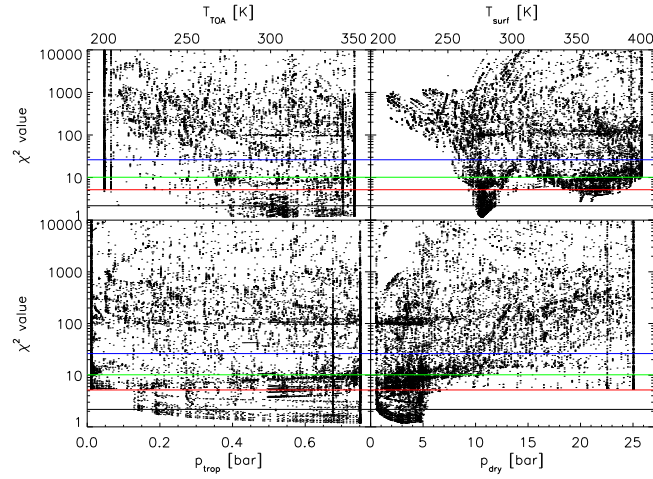 T_TOA [K] T_surf [K]
200 250 300 350 200 250 300 350 400
10000
1000
100
10
1
χ² value
1000
100
10
1
χ² value
0.0 0.2 0.4 0.6 0 5 10 15 20 25
p_trop [bar] p_dry [bar]